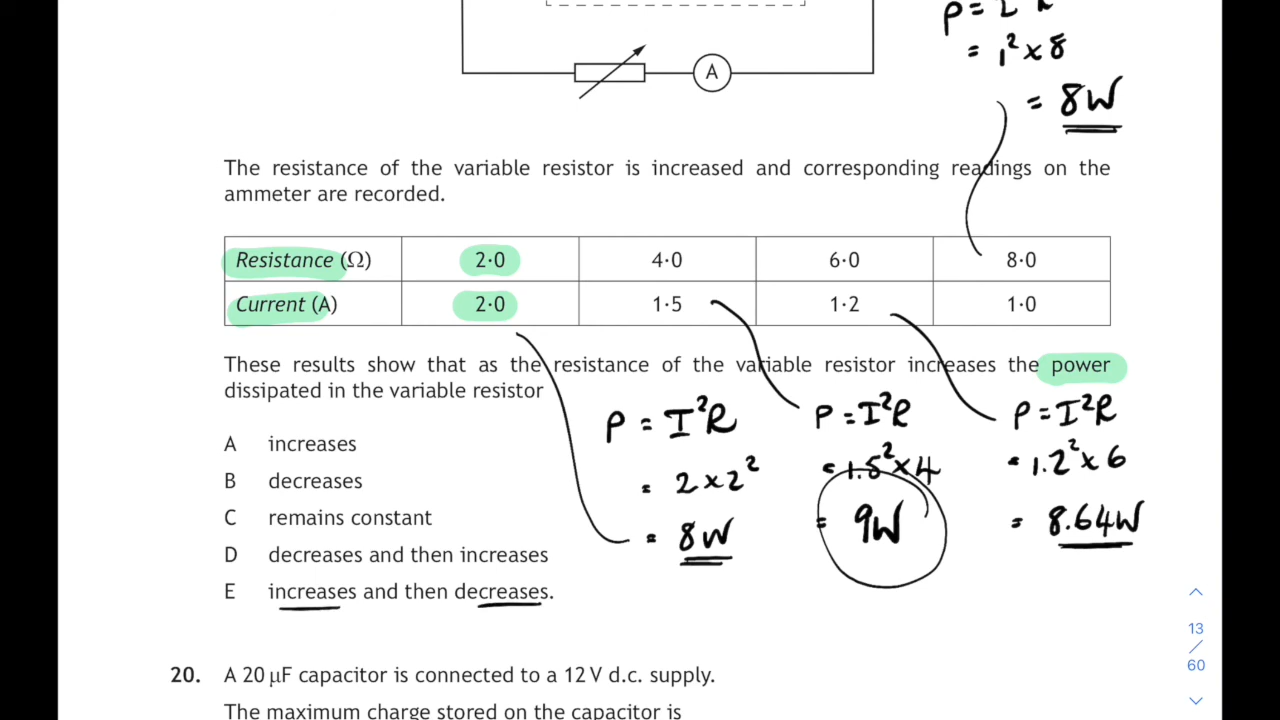 P = I²R
= 1² × 8
= 8W
A
The resistance of the variable resistor is increased and corresponding readings on the
ammeter are recorded.
Resistance (Ω) 2·0 4·0 6·0 8·0
Current (A) 2·0 1·5 1·2 1·0
These results show that as the resistance of the variable resistor increases the power
dissipated in the variable resistor
A increases
B decreases
C remains constant
D decreases and then increases
E increases and then decreases.
P = I²R
= 2 × 2²
= 8W
P = I²R
= 1.5² × 4
= 9W
P = I²R
= 1.2² × 6
= 8.64W
13
/
60
20. A 20 μF capacitor is connected to a 12 V d.c. supply.
The maximum charge stored on the capacitor is